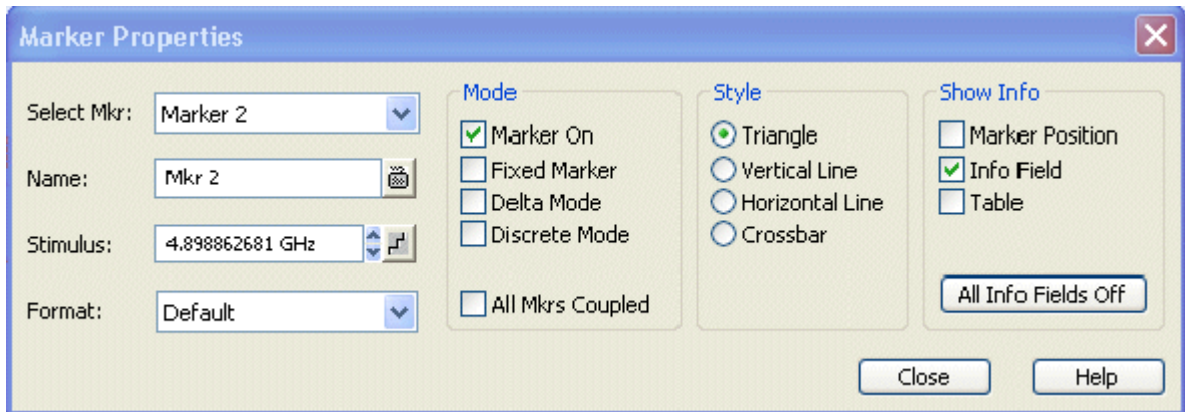 Marker Properties
Select Mkr: Marker 2
Name: Mkr 2
Stimulus: 4.898862681 GHz
Format: Default
Mode
Marker On
Fixed Marker
Delta Mode
Discrete Mode
All Mkrs Coupled
Style
Triangle
Vertical Line
Horizontal Line
Crossbar
Show Info
Marker Position
Info Field
Table
All Info Fields Off
Close
Help